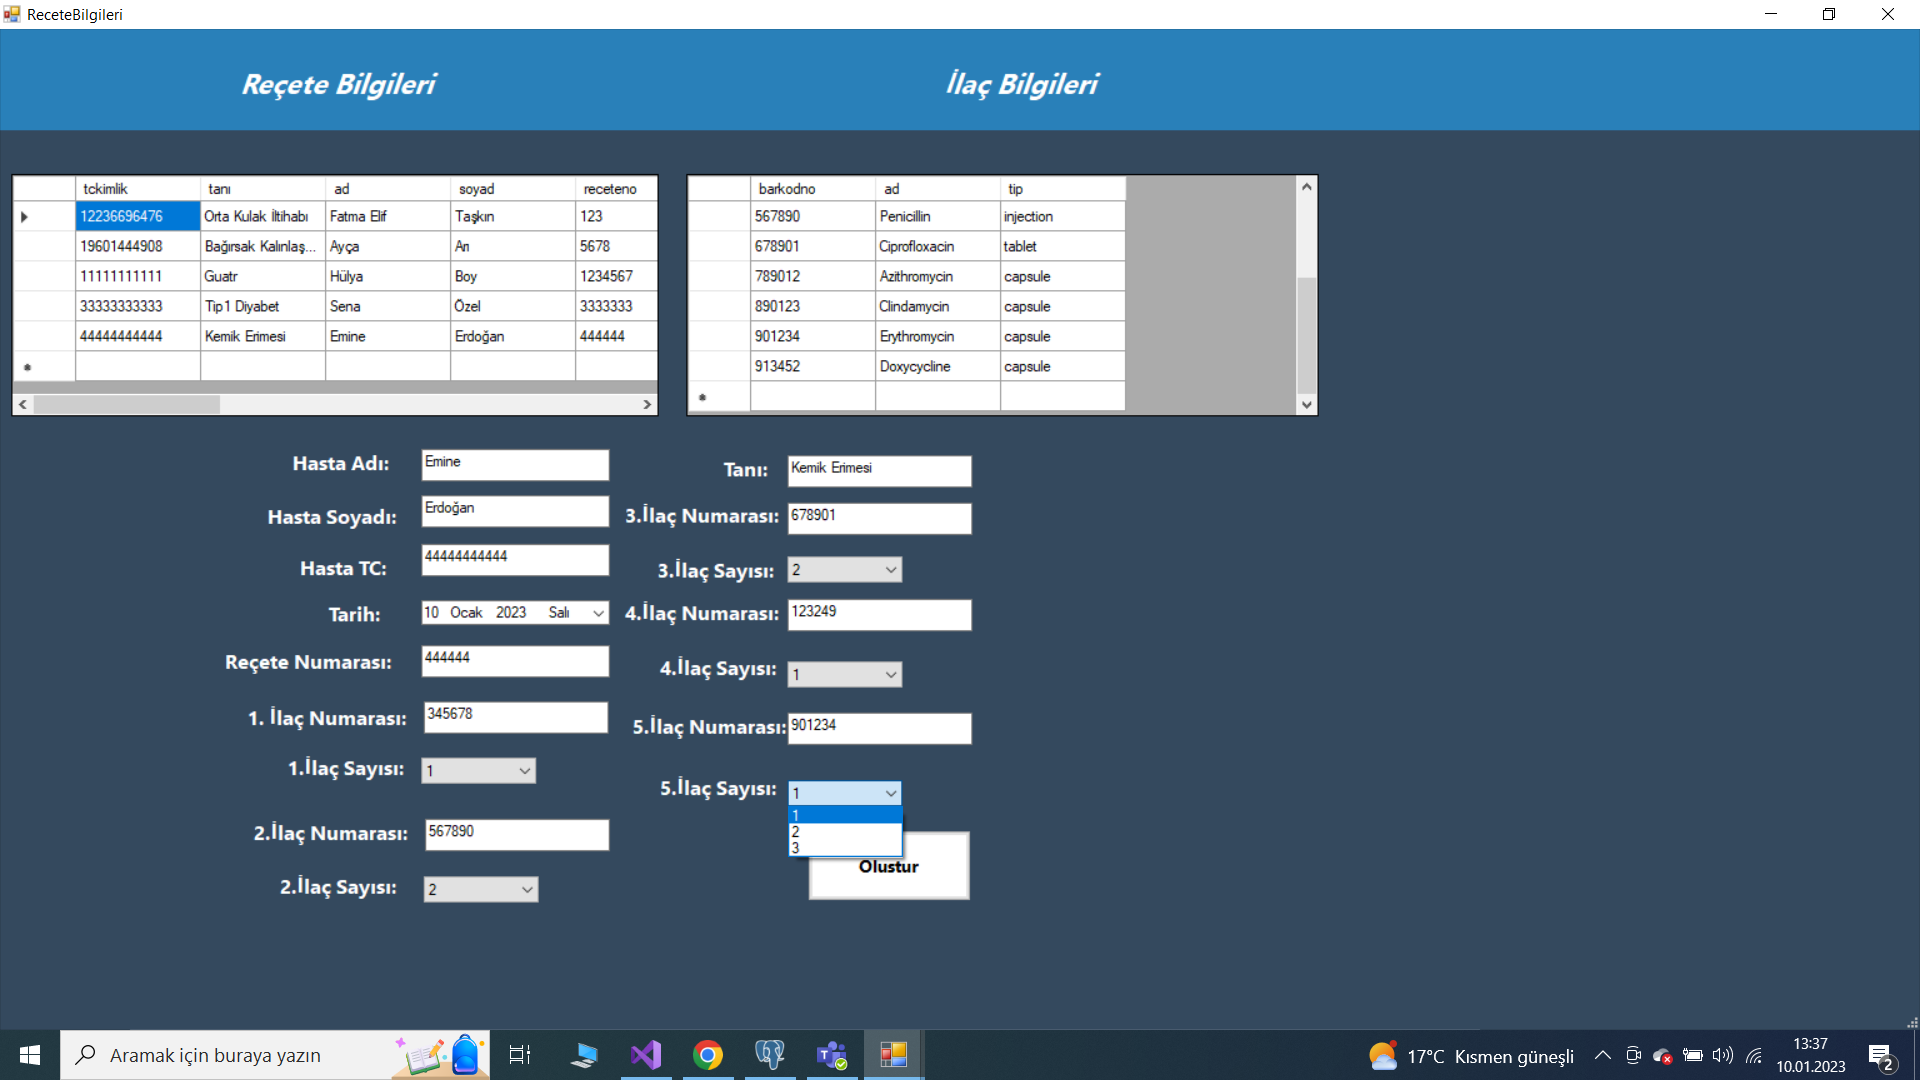 ReceteBilgileri
Reçete Bilgileri
İlaç Bilgileri
tckimlik tanı ad soyad receteno
12236696476 Orta Kulak İltihabı Fatma Elif Taşkın 123
19601444908 Bağırsak Kalınlaş... Ayça Arı 5678
11111111111 Guatr Hülya Boy 1234567
33333333333 Tip1 Diyabet Sena Özel 3333333
44444444444 Kemik Erimesi Emine Erdoğan 444444
barkodno ad tip
567890 Penicillin injection
678901 Ciprofloxacin tablet
789012 Azithromycin capsule
890123 Clindamycin capsule
901234 Erythromycin capsule
913452 Doxycycline capsule
Hasta Adı: Emine
Hasta Soyadı: Erdoğan
Hasta TC: 44444444444
Tarih: 10 Ocak 2023 Salı
Reçete Numarası: 444444
1. İlaç Numarası: 345678
1.İlaç Sayısı: 1
2.İlaç Numarası: 567890
2.İlaç Sayısı: 2
Tanı: Kemik Erimesi
3.İlaç Numarası: 678901
3.İlaç Sayısı: 2
4.İlaç Numarası: 123249
4.İlaç Sayısı: 1
5.İlaç Numarası: 901234
5.İlaç Sayısı: 1
1
2
3
Olustur
Aramak için buraya yazın
17°C Kısmen güneşli
13:37
10.01.2023
2